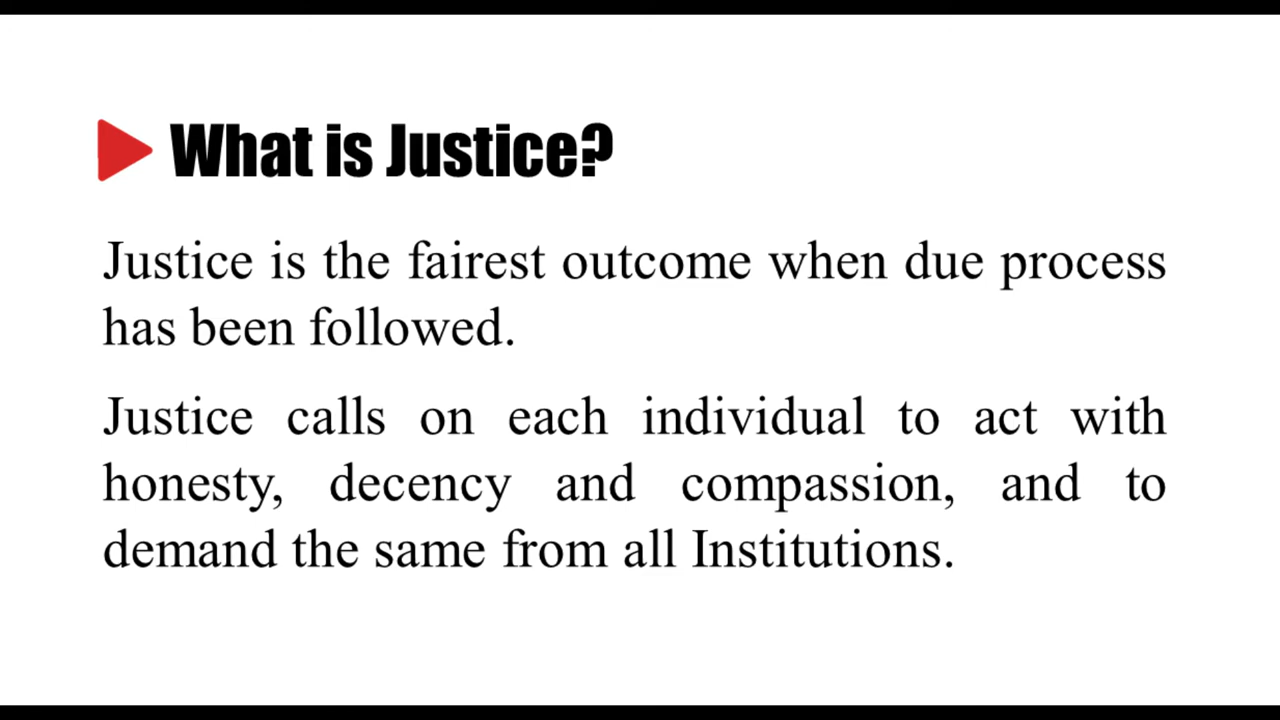 What is Justice?
Justice is the fairest outcome when due process
has been followed.
Justice calls on each individual to act with
honesty, decency and compassion, and to
demand the same from all Institutions.